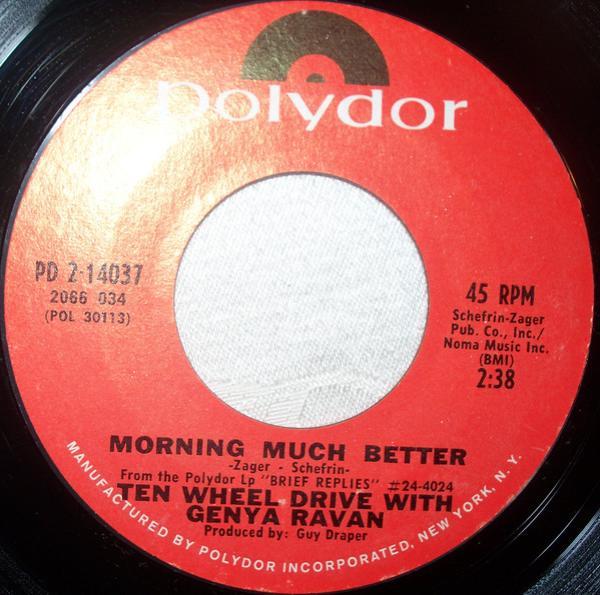 polydor
PD 2-14037
2066 034
(POL 30113)
45 RPM
Schefrin-Zager
Pub. Co., Inc./
Noma Music Inc.
(BMI)
2:38
MORNING MUCH BETTER
-Zager - Schefrin-
From the Polydor Lp "BRIEF REPLIES" #24-4024
TEN WHEEL DRIVE WITH
GENYA RAVAN
Produced by: Guy Draper
MANUFACTURED BY POLYDOR INCORPORATED, NEW YORK, N.Y.